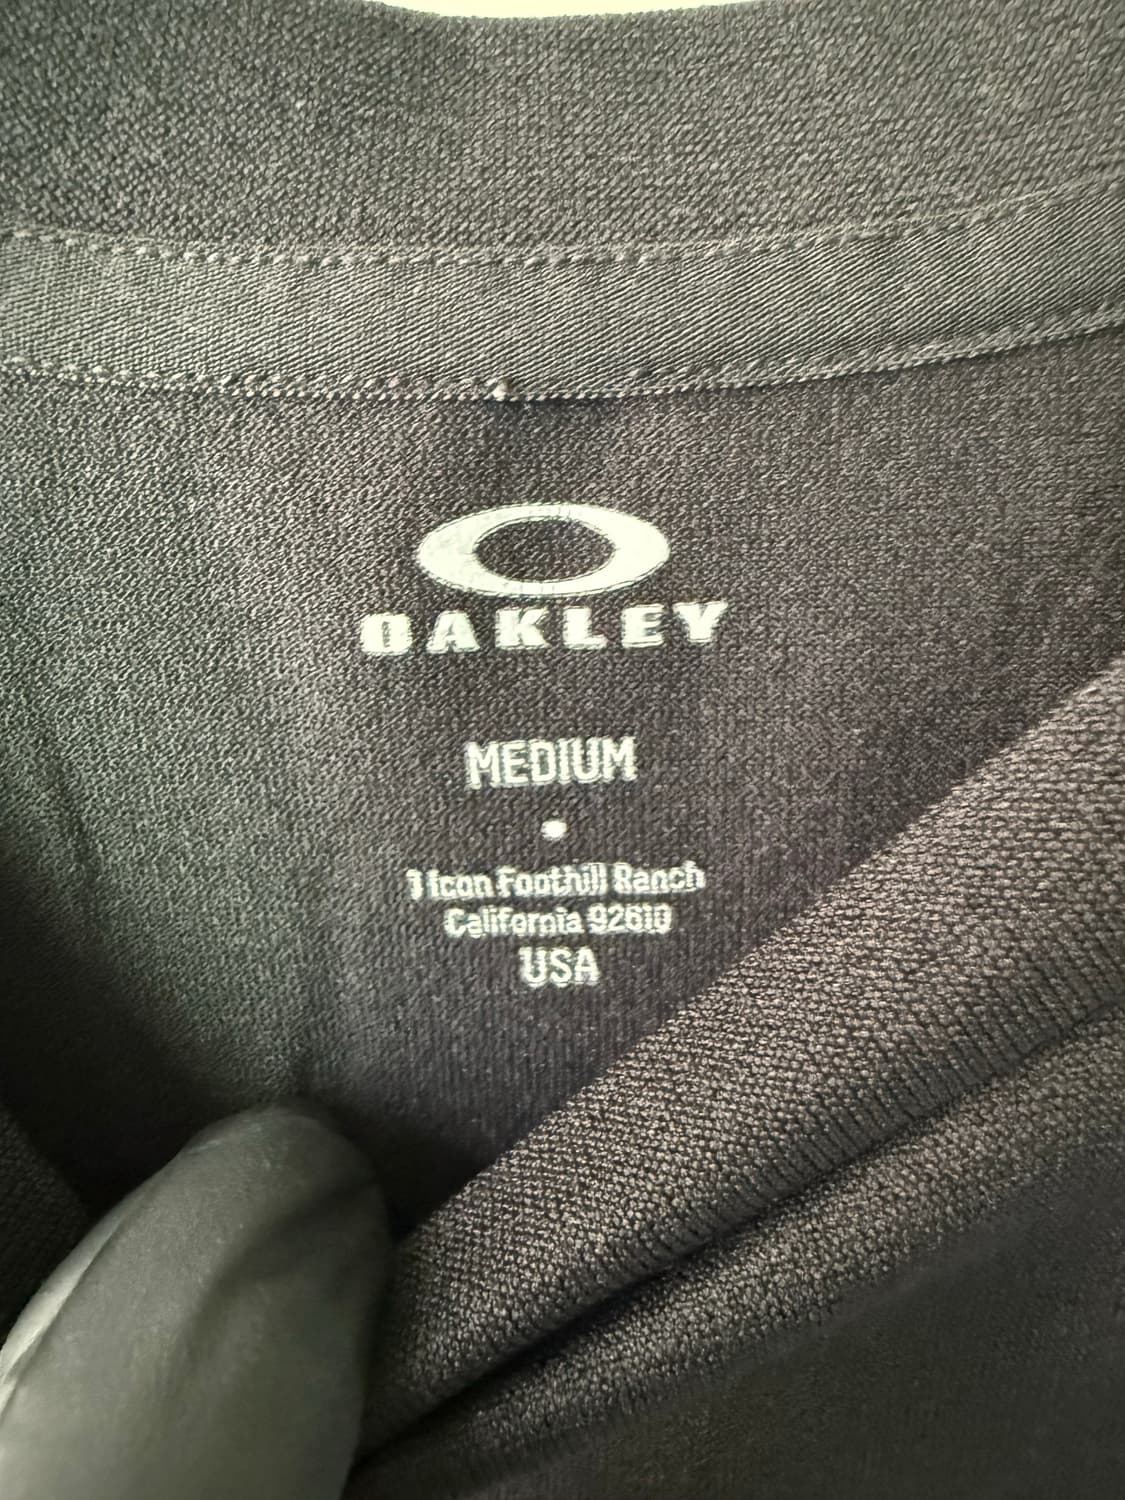 OAKLEY
MEDIUM
•
1 Icon Foothill Ranch
California 92610
USA